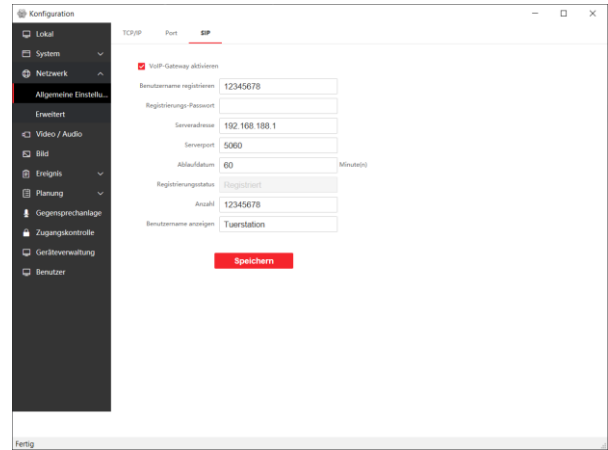 Konfiguration
Lokal
System
Netzwerk
Allgemeine Einstellu...
Erweitert
Video / Audio
Bild
Ereignis
Planung
Gegensprechanlage
Zugangskontrolle
Geräteverwaltung
Benutzer
TCP/IP Port SIP
VoIP-Gateway aktivieren
Benutzername registrieren 12345678
Registrierungs-Passwort
Serveradresse 192.168.188.1
Serverport 5060
Ablaufdatum 60 Minute(n)
Registrierungsstatus Registriert
Anzahl 12345678
Benutzername anzeigen Tuerstation
Speichern
Fertig